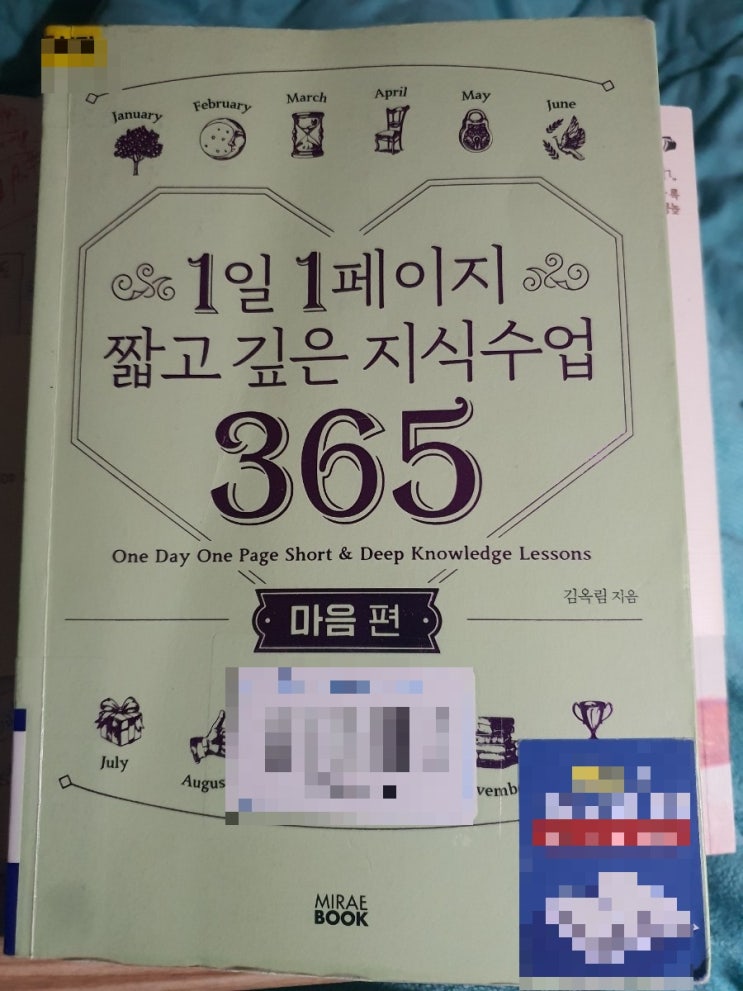 January February March April May June
1일 1페이지
짧고 깊은 지식수업
365
One Day One Page Short & Deep Knowledge Lessons
김옥림 지음
마음 편
July
MIRAE
BOOK